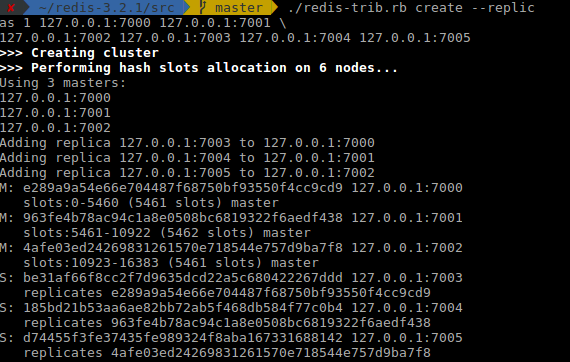 ✘ ~/redis-3.2.1/src master ./redis-trib.rb create --replic
as 1 127.0.0.1:7000 127.0.0.1:7001 \
127.0.0.1:7002 127.0.0.1:7003 127.0.0.1:7004 127.0.0.1:7005
>>> Creating cluster
>>> Performing hash slots allocation on 6 nodes...
Using 3 masters:
127.0.0.1:7000
127.0.0.1:7001
127.0.0.1:7002
Adding replica 127.0.0.1:7003 to 127.0.0.1:7000
Adding replica 127.0.0.1:7004 to 127.0.0.1:7001
Adding replica 127.0.0.1:7005 to 127.0.0.1:7002
M: e289a9a54e66e704487f68750bf93550f4cc9cd9 127.0.0.1:7000
   slots:0-5460 (5461 slots) master
M: 963fe4b78ac94c1a8e0508bc6819322f6aedf438 127.0.0.1:7001
   slots:5461-10922 (5462 slots) master
M: 4afe03ed24269831261570e718544e757d9ba7f8 127.0.0.1:7002
   slots:10923-16383 (5461 slots) master
S: be31af66f8cc2f7d9635dcd22a5c680422267ddd 127.0.0.1:7003
   replicates e289a9a54e66e704487f68750bf93550f4cc9cd9
S: 185bd21b53aa6ae82bb72ab5f468db584f77c0b4 127.0.0.1:7004
   replicates 963fe4b78ac94c1a8e0508bc6819322f6aedf438
S: d74455f3fe37435fe989324f8aba167331688142 127.0.0.1:7005
   replicates 4afe03ed24269831261570e718544e757d9ba7f8